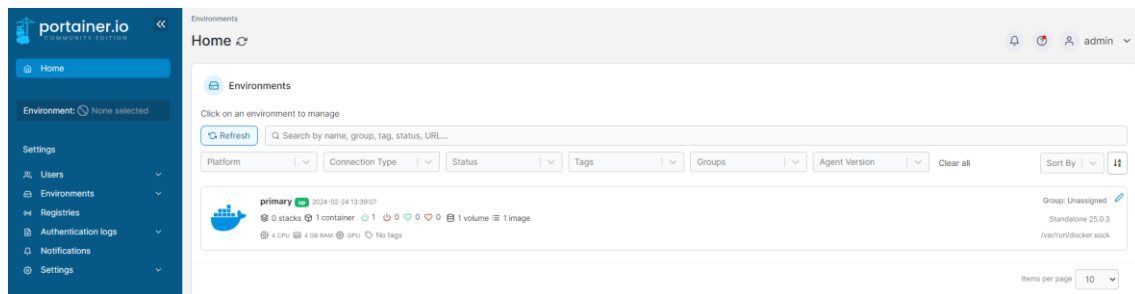 portainer.io
COMMUNITY EDITION
Home
Environment: None selected
Settings
Users
Environments
Registries
Authentication logs
Notifications
Settings
Environments
Home
admin
Environments
Click on an environment to manage
Refresh
Search by name, group, tag, status, URL...
Platform Connection Type Status Tags Groups Agent Version Clear all Sort By
primary up 2024-02-24 13:39:07 Group: Unassigned
0 stacks 1 container 1 0 0 0 1 volume 1 image Standalone 25.0.3
4 CPU 4 GB RAM GPU No tags /var/run/docker.sock
Items per page 10